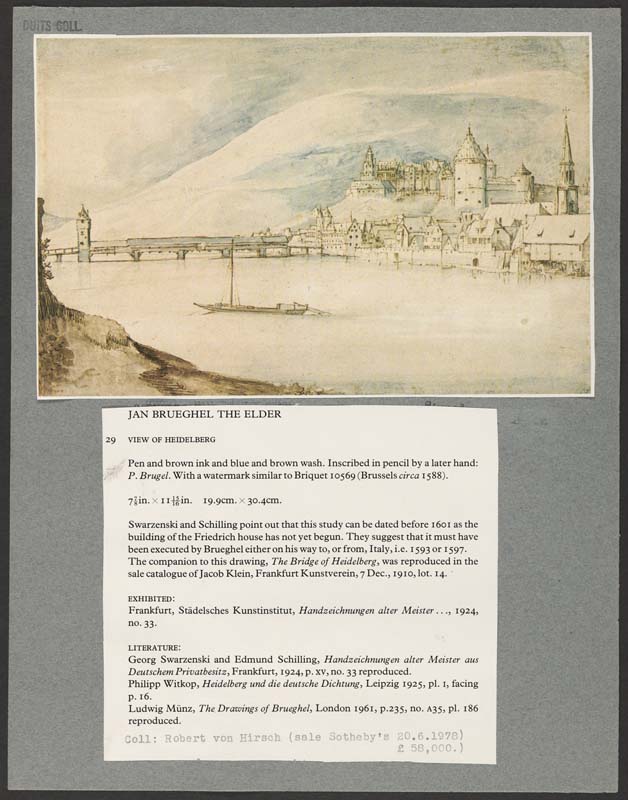 DUITS COLL.
JAN BRUEGHEL THE ELDER
29 VIEW OF HEIDELBERG
Pen and brown ink and blue and brown wash. Inscribed in pencil by a later hand:
P. Brugel. With a watermark similar to Briquet 10569 (Brussels circa 1588).
7⅞in. × 11 15/16in. 19.9cm. × 30.4cm.
Swarzenski and Schilling point out that this study can be dated before 1601 as the
building of the Friedrich house has not yet begun. They suggest that it must have
been executed by Brueghel either on his way to, or from, Italy, i.e. 1593 or 1597.
The companion to this drawing, The Bridge of Heidelberg, was reproduced in the
sale catalogue of Jacob Klein, Frankfurt Kunstverein, 7 Dec., 1910, lot. 14.
EXHIBITED:
Frankfurt, Städelsches Kunstinstitut, Handzeichnungen alter Meister . . ., 1924,
no. 33.
LITERATURE:
Georg Swarzenski and Edmund Schilling, Handzeichnungen alter Meister aus
Deutschem Privatbesitz, Frankfurt, 1924, p. XV, no. 33 reproduced.
Philipp Witkop, Heidelberg und die deutsche Dichtung, Leipzig 1925, pl. 1, facing
p. 16.
Ludwig Münz, The Drawings of Brueghel, London 1961, p.235, no. A35, pl. 186
reproduced.
Coll: Robert von Hirsch (sale Sotheby's 20.6.1978)
£ 58,000.)